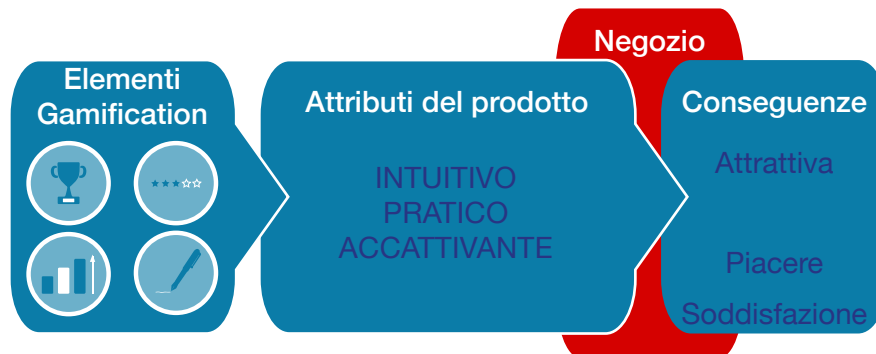 Elementi
Gamification
Attributi del prodotto
INTUITIVO
PRATICO
ACCATTIVANTE
Negozio
Conseguenze
Attrattiva
Piacere
Soddisfazione